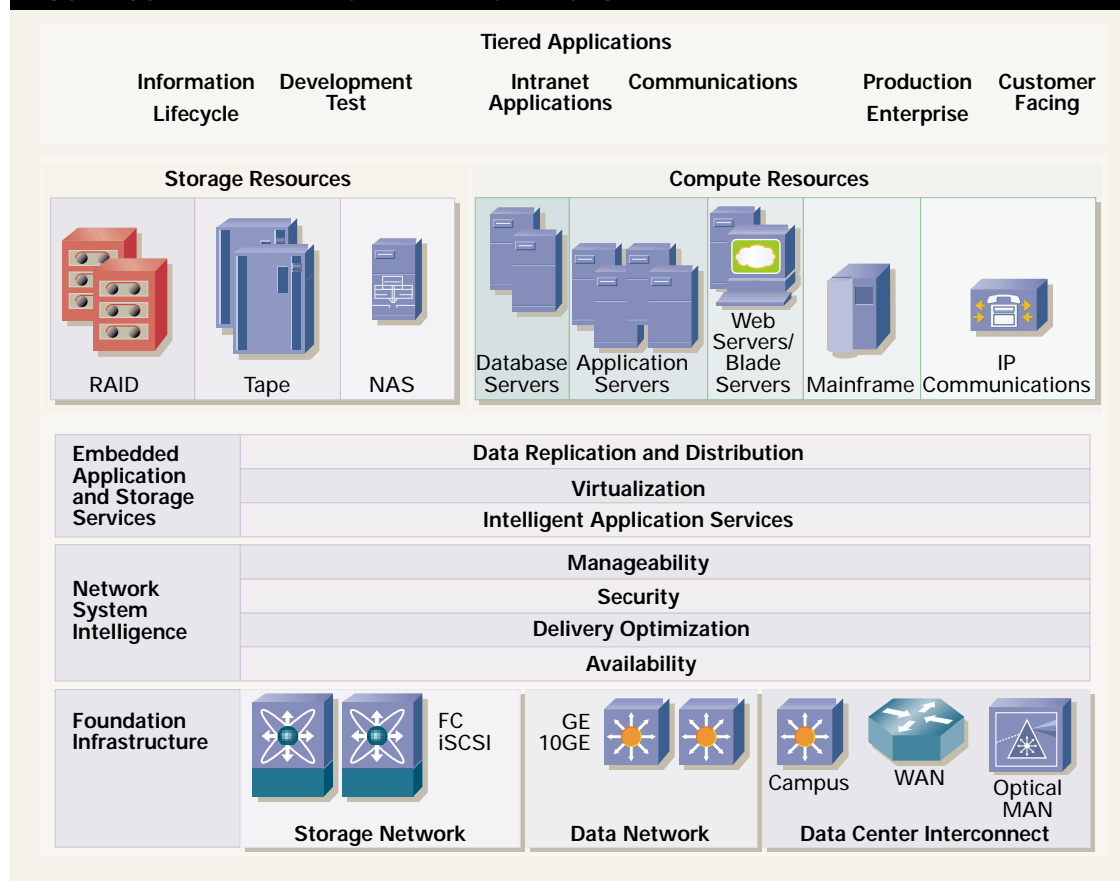 Tiered Applications
Information
Lifecycle
Development
Test
Intranet
Applications
Communications
Production
Enterprise
Customer
Facing
Storage Resources
RAID
Tape
NAS
Compute Resources
Database
Servers
Application
Servers
Web
Servers/
Blade
Servers
Mainframe
IP
Communications
Embedded
Application
and Storage
Services
Data Replication and Distribution
Virtualization
Intelligent Application Services
Network
System
Intelligence
Manageability
Security
Delivery Optimization
Availability
Foundation
Infrastructure
FC
iSCSI
Storage Network
GE
10GE
Data Network
Campus
WAN
Optical
MAN
Data Center Interconnect